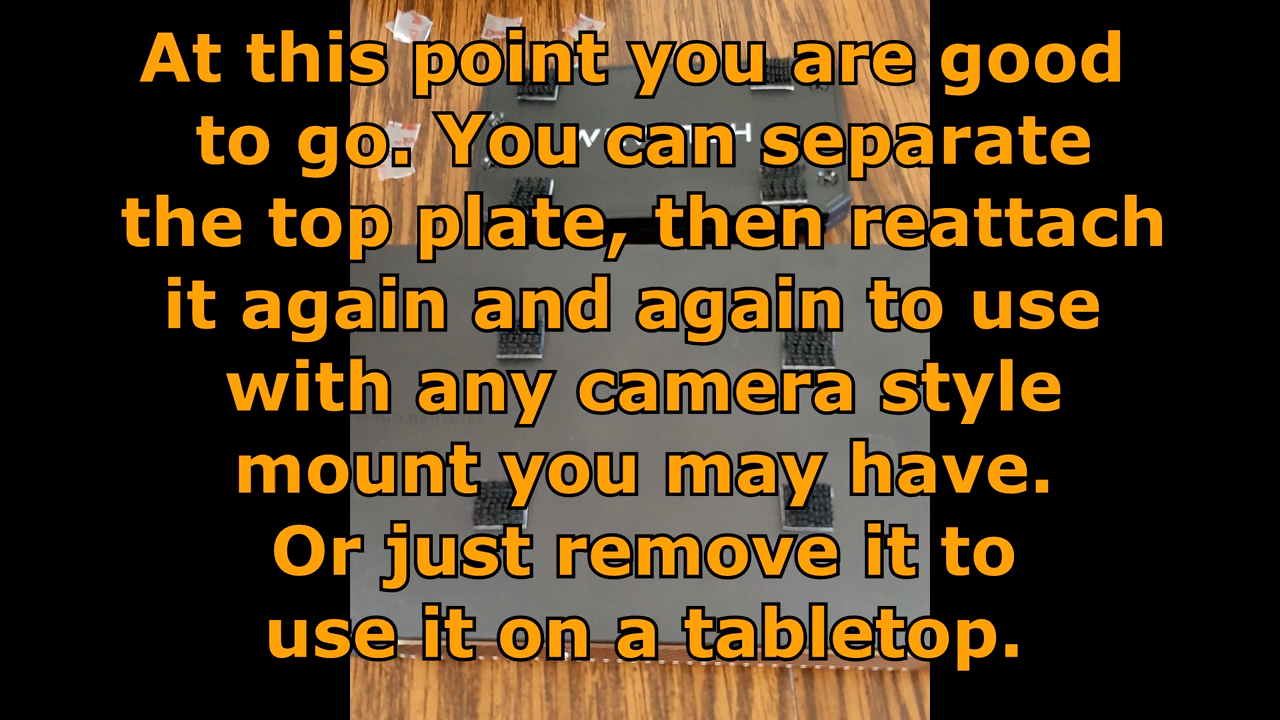 At this point you are good
to go. You can separate
the top plate, then reattach
it again and again to use
with any camera style
mount you may have.
Or just remove it to
use it on a tabletop.